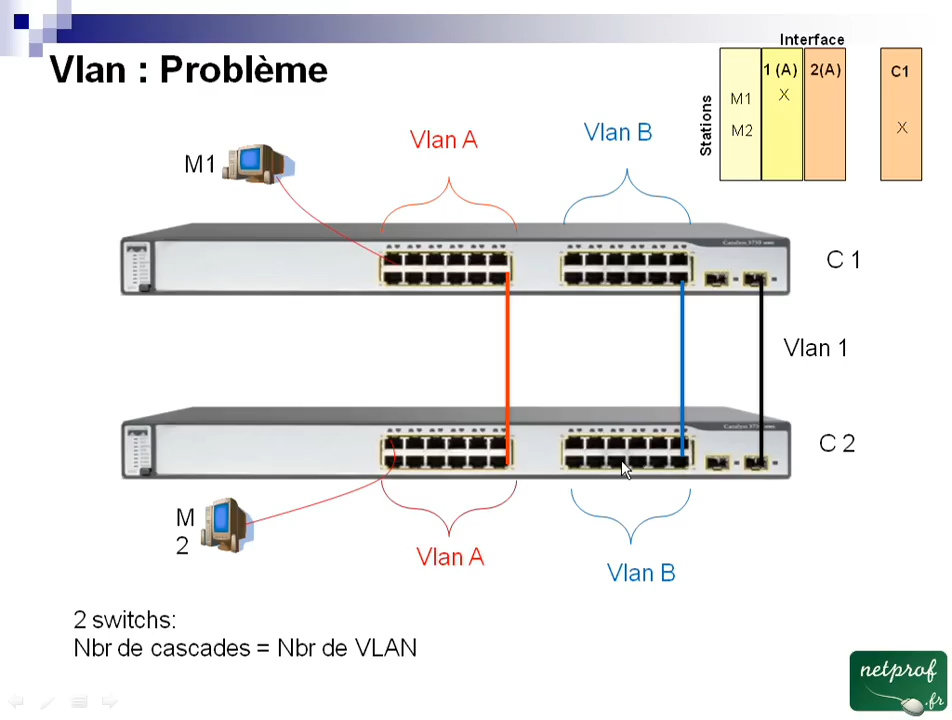 Vlan : Problème
Interface
1 (A) 2(A) C1
Stations
M1 X
M2 X
Vlan A
Vlan B
M1
C 1
Vlan 1
C 2
M
2
Vlan A
Vlan B
2 switchs:
Nbr de cascades = Nbr de VLAN
netprof
.fr